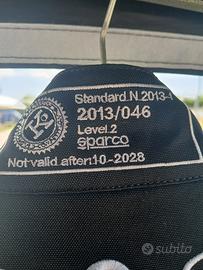 Standard.N.2013-1
2013/046
Level.2
sparco
Not valid after:10-2028
subito